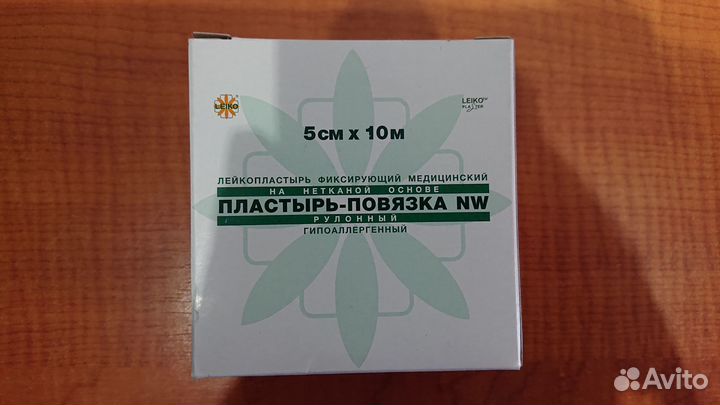 LEIKO
LEIKO
PLASTER
5см х 10м
ЛЕЙКОПЛАСТЫРЬ ФИКСИРУЮЩИЙ МЕДИЦИНСКИЙ
НА НЕТКАНОЙ ОСНОВЕ
ПЛАСТЫРЬ-ПОВЯЗКА NW
РУЛОННЫЙ
ГИПОАЛЛЕРГЕННЫЙ
Avito